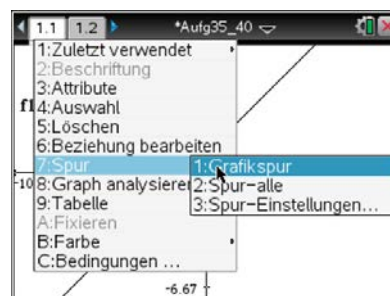 1.1 1.2 *Aufg35_40
1:Zuletzt verwendet
2:Beschriftung
3:Attribute
4:Auswahl
5:Löschen
6:Beziehung bearbeiten
7:Spur
1:Grafikspur
8:Graph analysieren
2:Spur-alle
9:Tabelle
3:Spur-Einstellungen...
A:Fixieren
B:Farbe
C:Bedingungen ...
f1
-10
-6.67